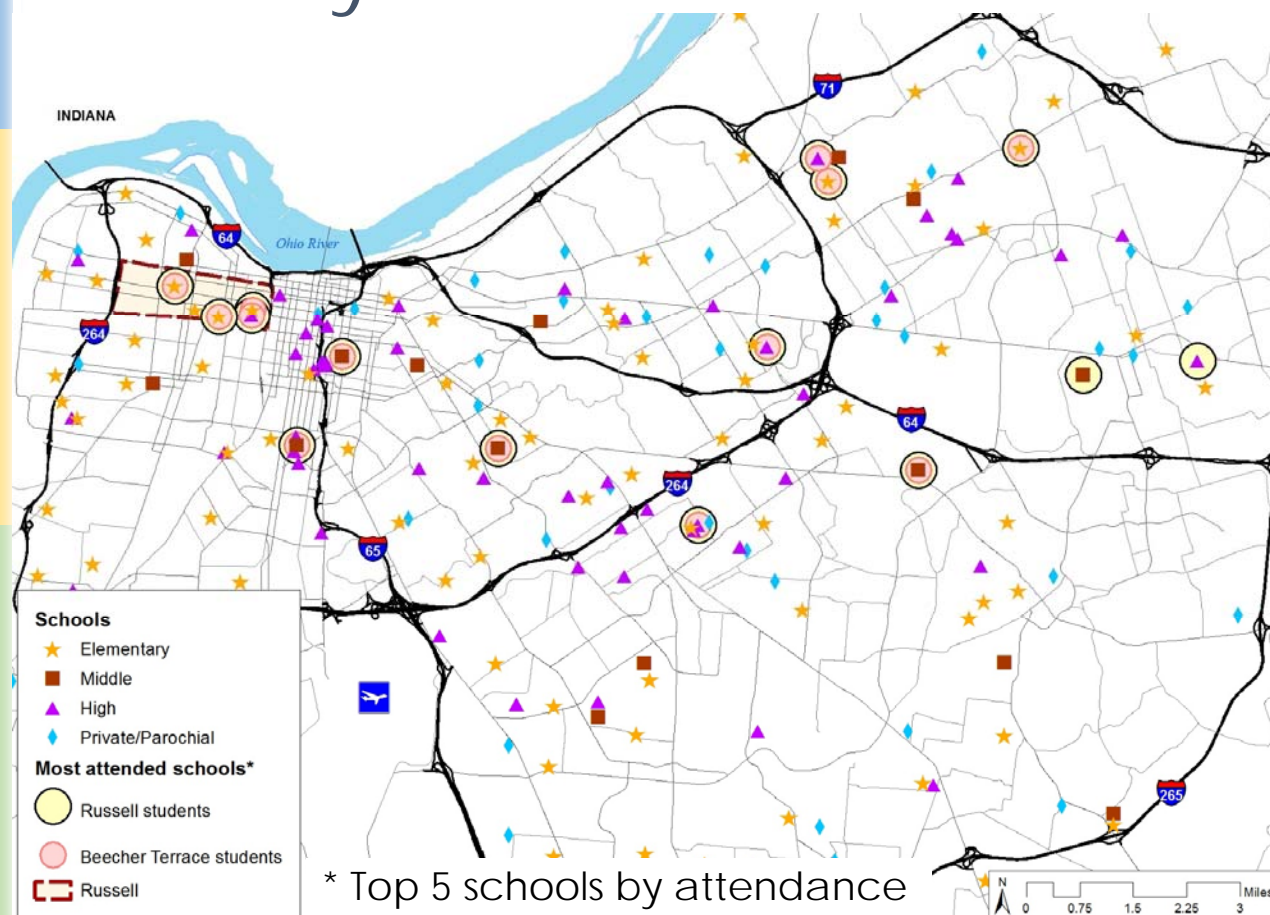 INDIANA
71
64
Ohio River
264
64
264
65
Schools
Elementary
Middle
High
Private/Parochial
Most attended schools*
Russell students
Beecher Terrace students
Russell
265
* Top 5 schools by attendance
N
Miles
0 0.75 1.5 2.25 3